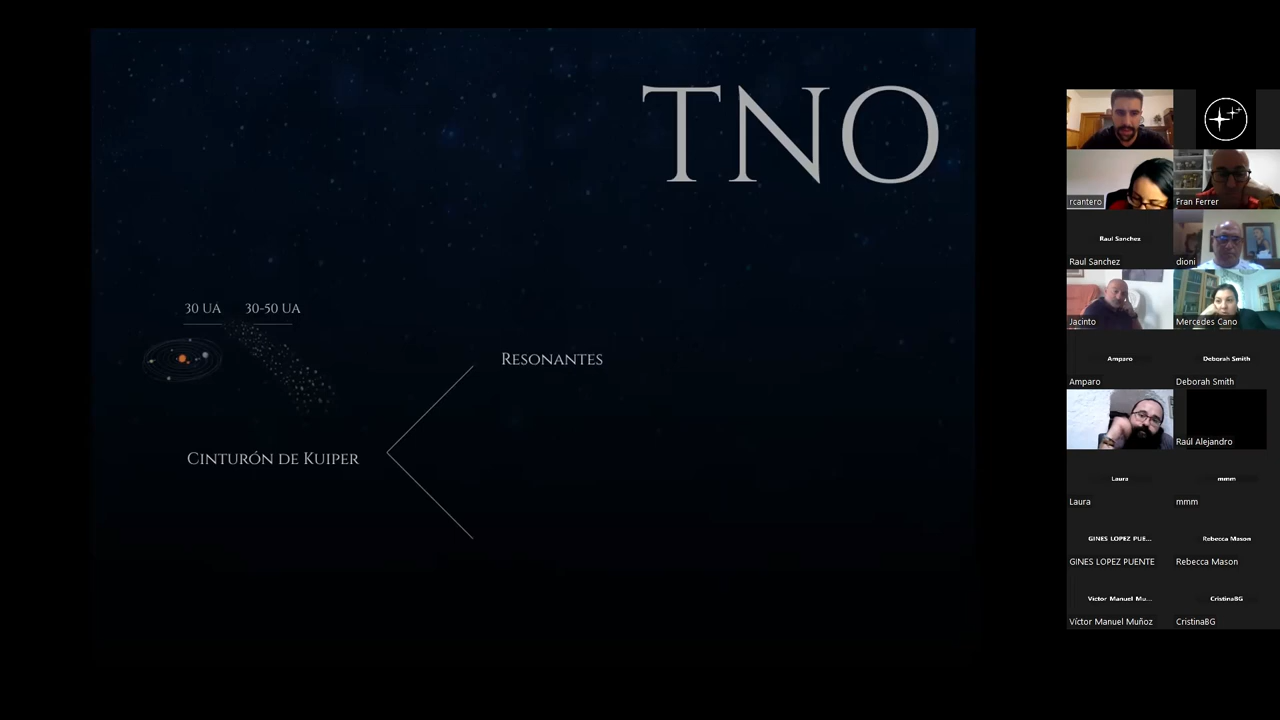 TNO
30 UA
30-50 UA
Resonantes
Cinturón de Kuiper
rcantero
Fran Ferrer
Raul Sanchez
Raul Sanchez
dioni
Jacinto
Mercedes Cano
Amparo
Deborah Smith
Amparo
Deborah Smith
Raúl Alejandro
Laura
mmm
Laura
mmm
GINES LOPEZ PUE...
Rebecca Mason
GINES LOPEZ PUENTE
Rebecca Mason
Víctor Manuel Mu...
CristinaBG
Víctor Manuel Muñoz
CristinaBG